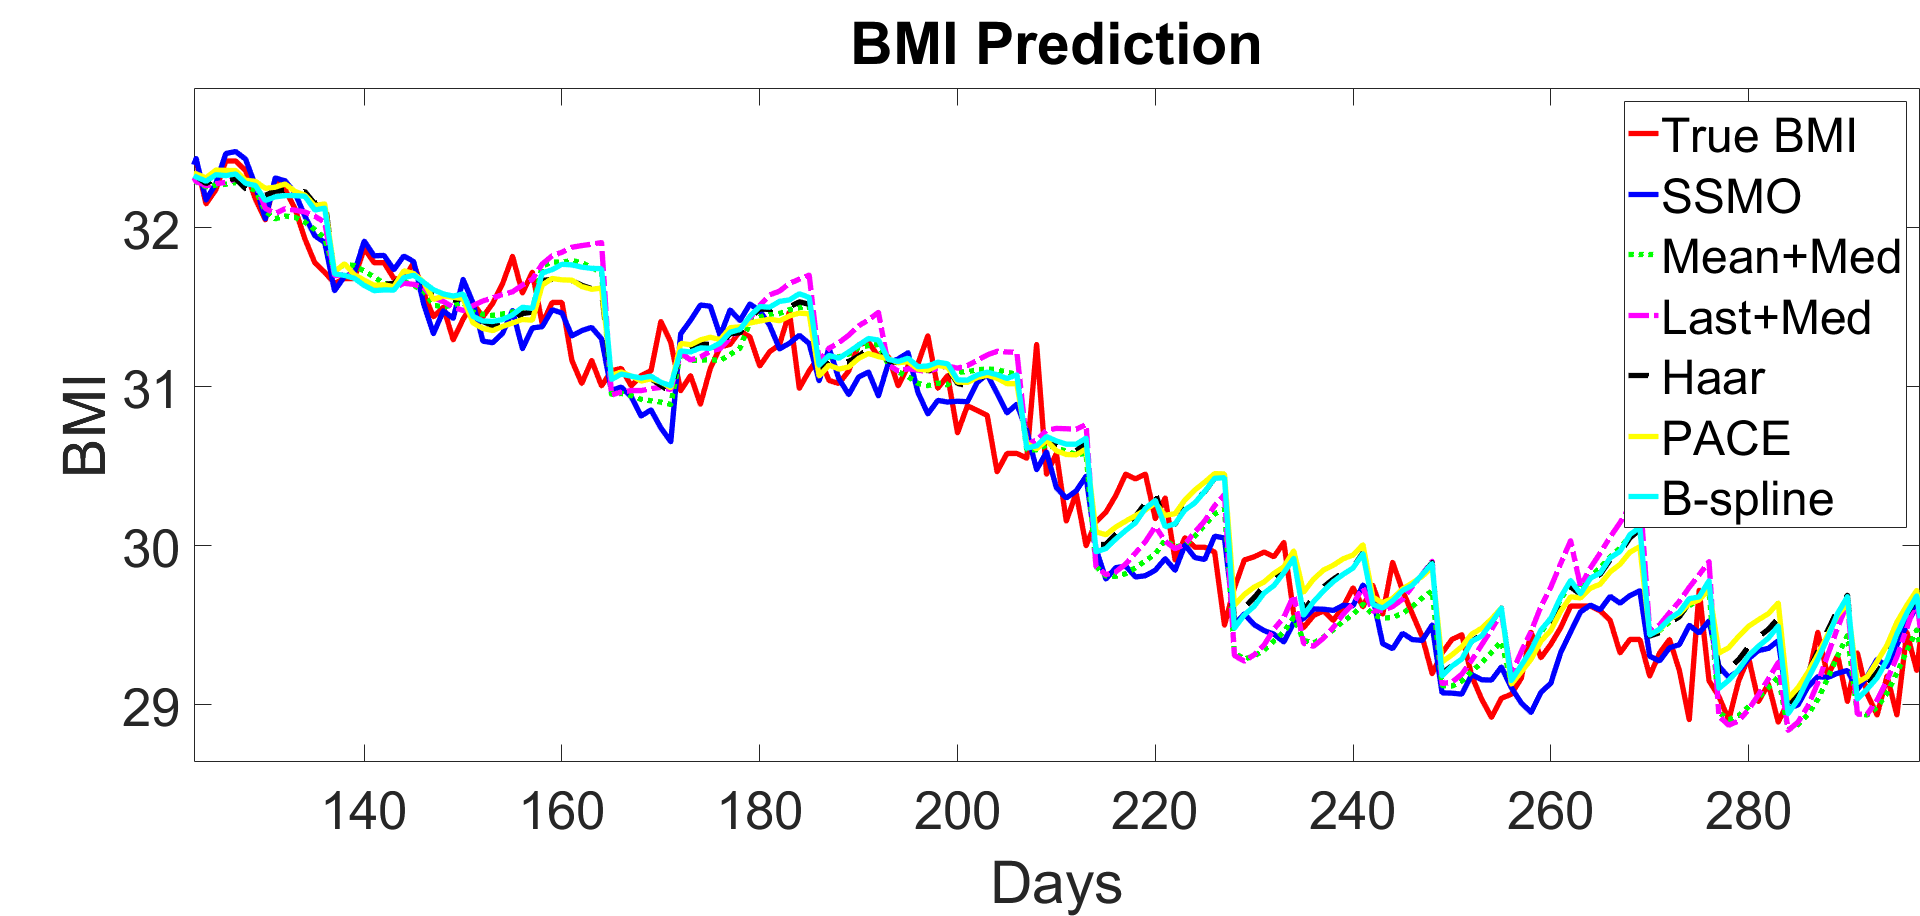 BMI Prediction
True BMI
SSMO
Mean+Med
Last+Med
Haar
PACE
B-spline
32
31
30
29
BMI
140 160 180 200 220 240 260 280
Days